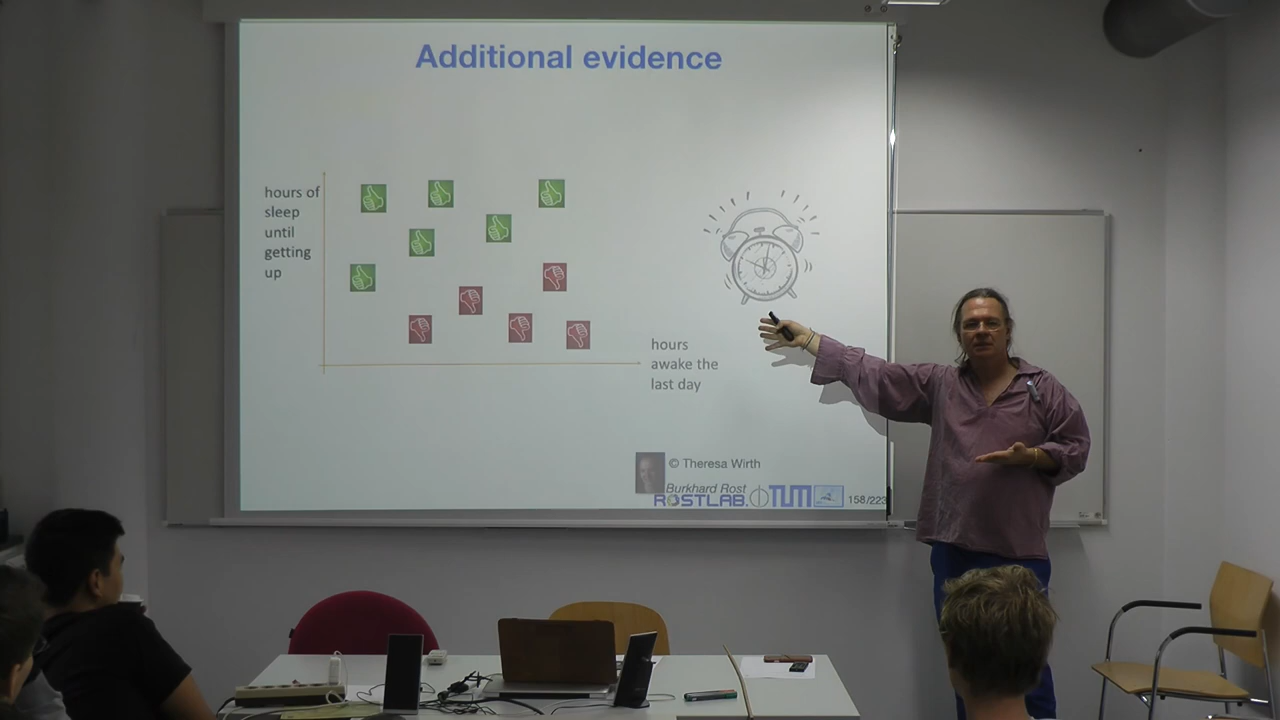 Additional evidence
hours of
sleep
until
getting
up
hours
awake the
last day
© Theresa Wirth
Burkhard Rost
ROSTLAB.
TUM
158/223